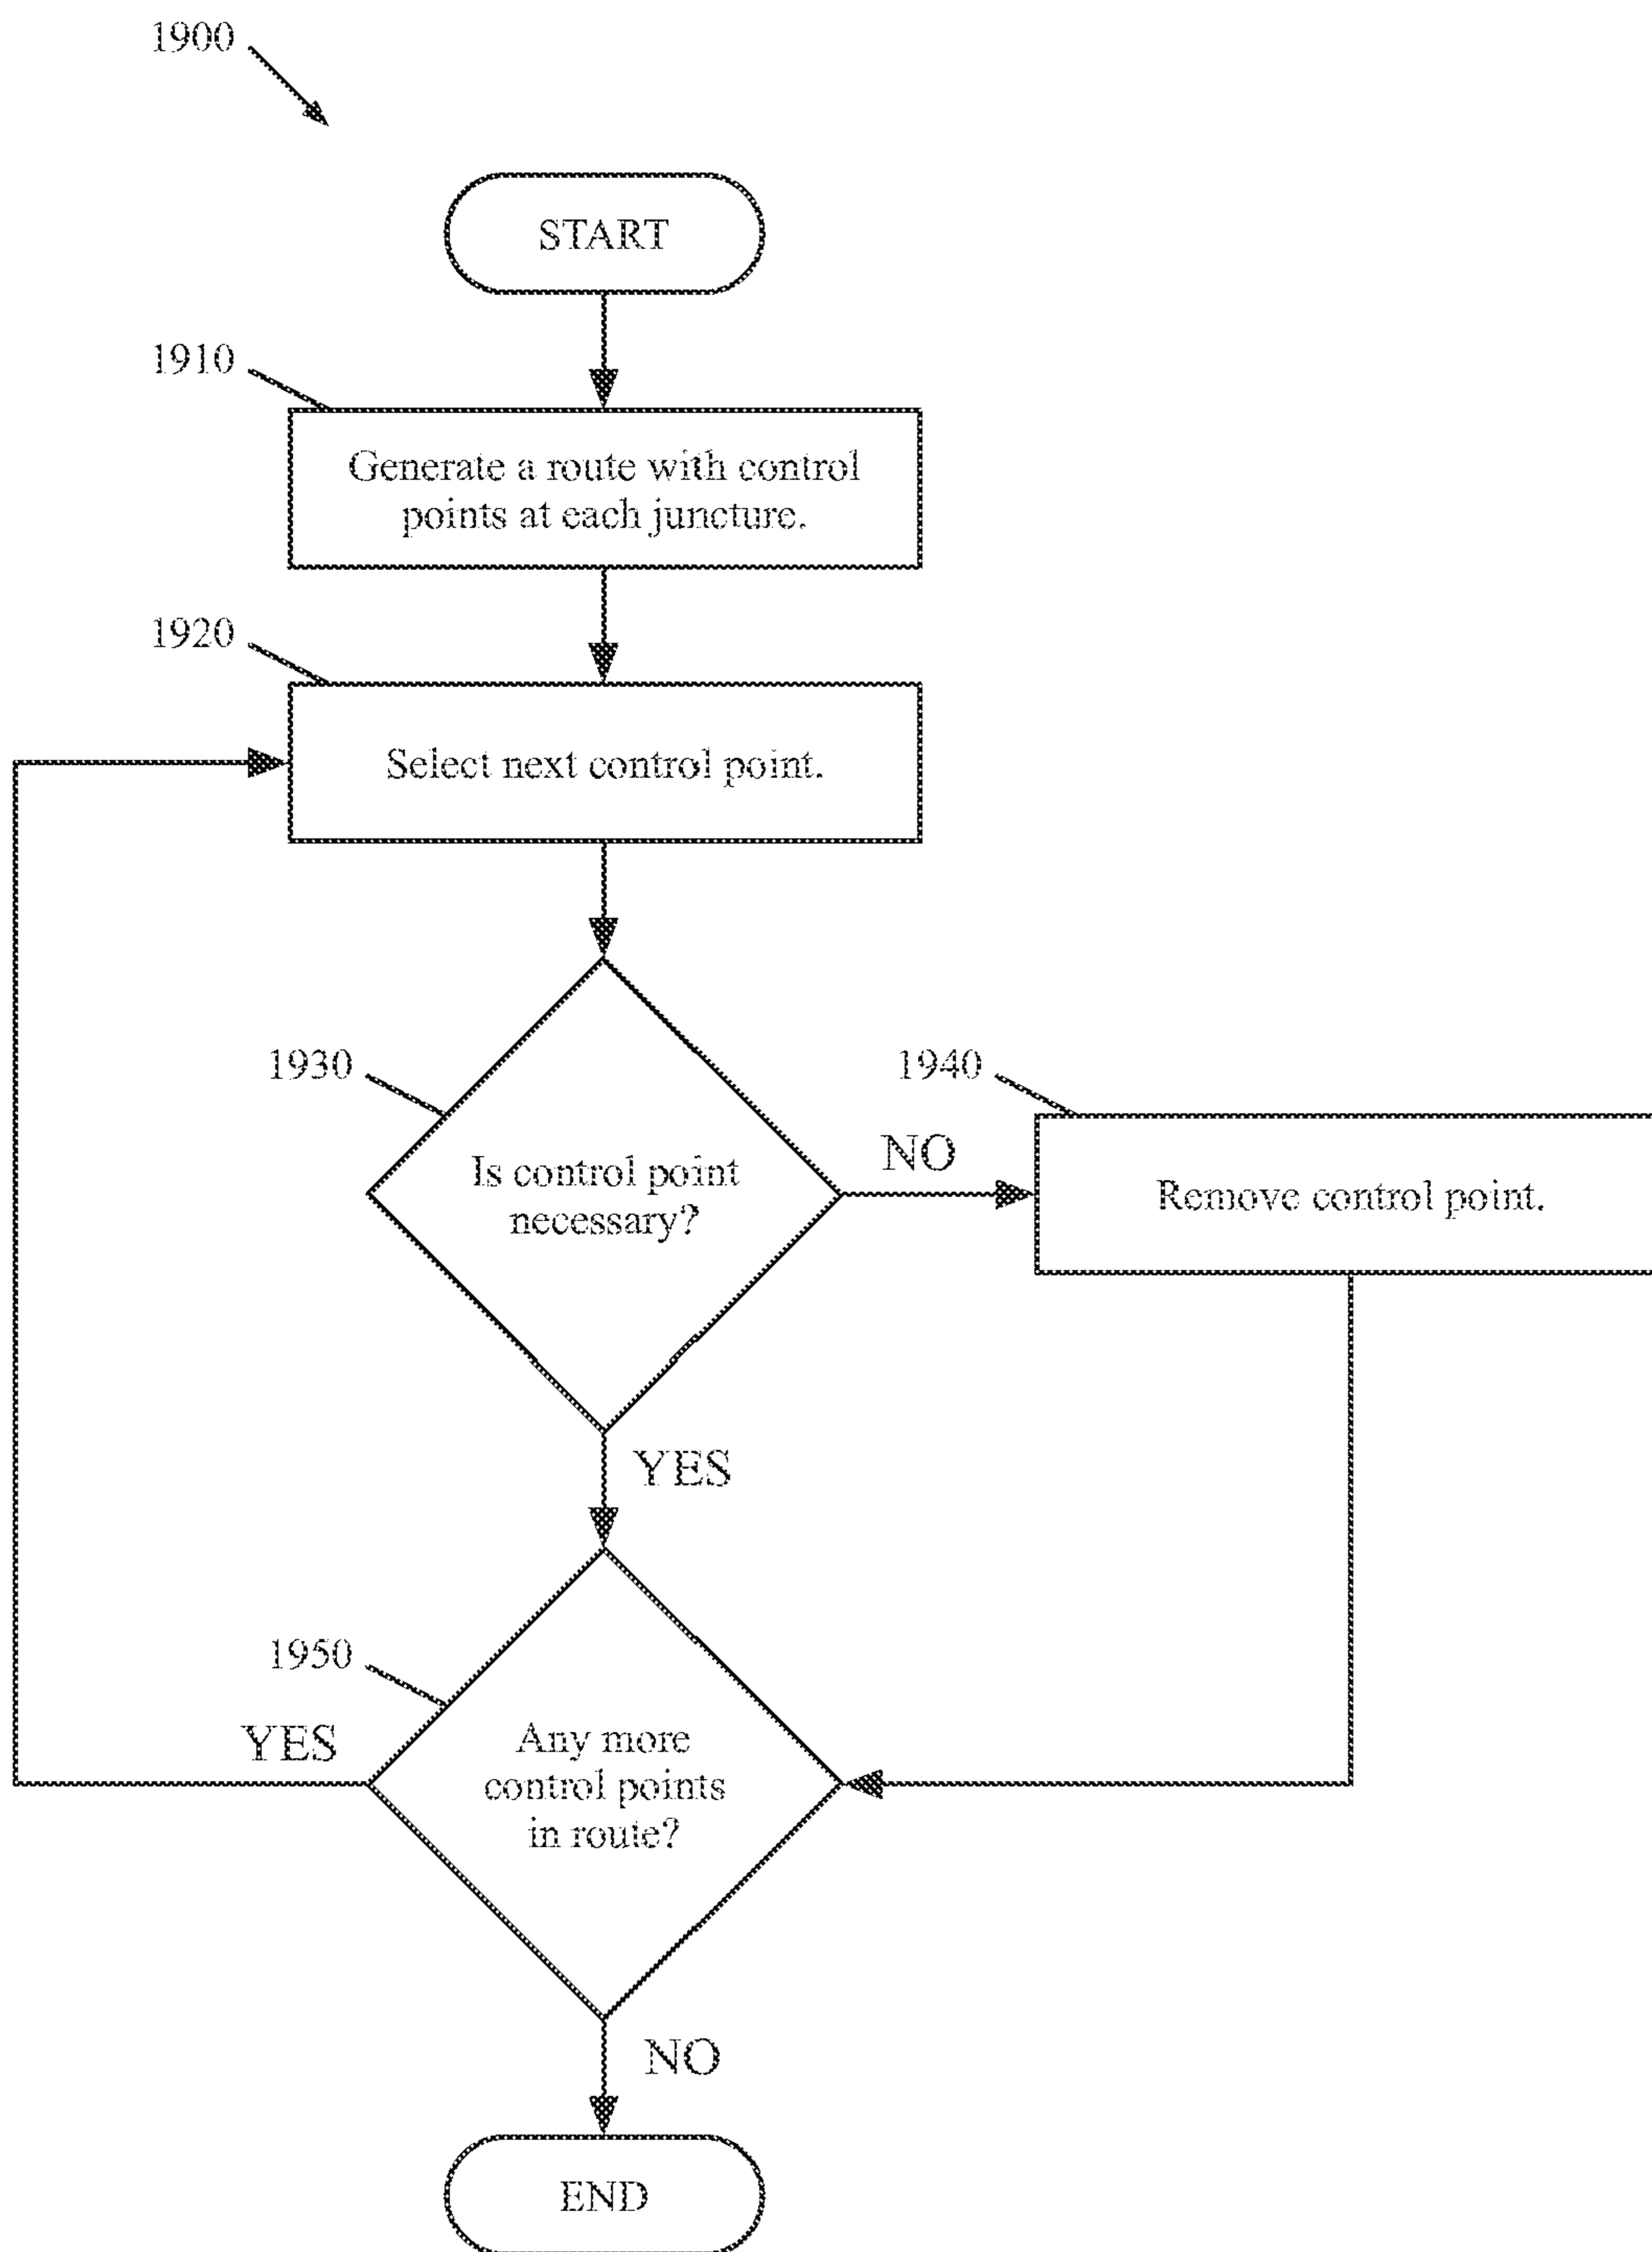 1900
START
1910
Generate a route with control
points at each juncture.
1920
Select next control point.
1930
Is control point
necessary?
NO
1940
Remove control point.
YES
1950
Any more
control points
in route?
YES
NO
END